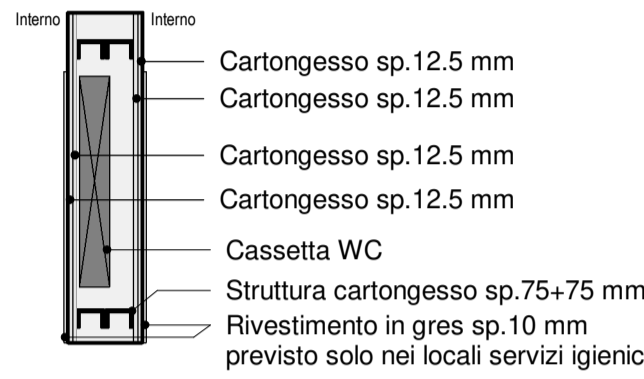 Interno Interno
Cartongesso sp.12.5 mm
Cartongesso sp.12.5 mm
Cartongesso sp.12.5 mm
Cartongesso sp.12.5 mm
Cassetta WC
Struttura cartongesso sp.75+75 mm
Rivestimento in gres sp.10 mm
previsto solo nei locali servizi igienic